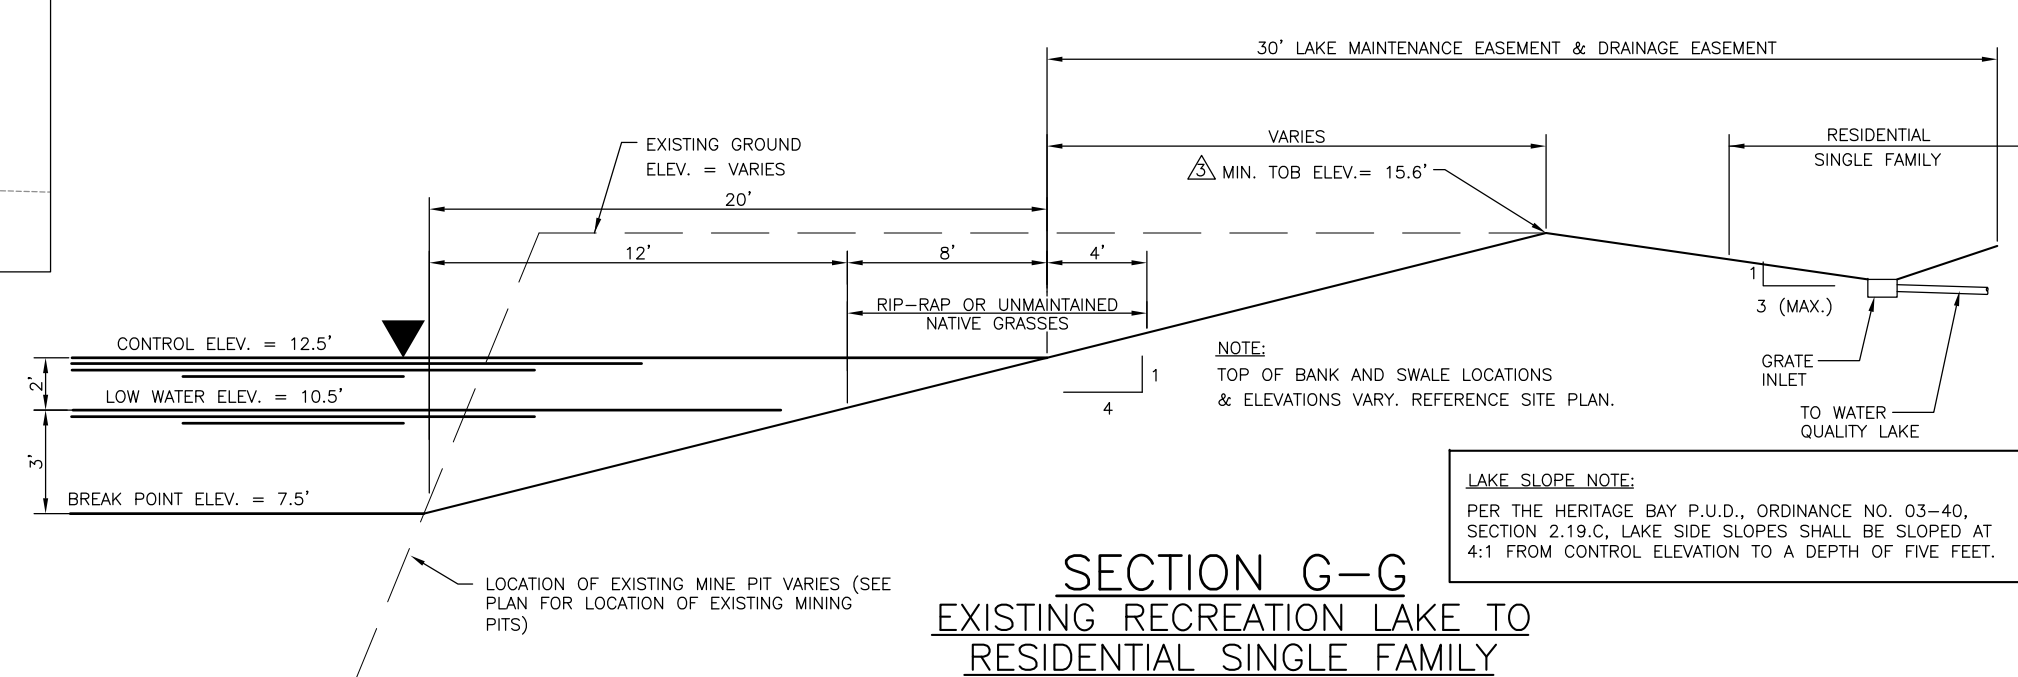 30' LAKE MAINTENANCE EASEMENT & DRAINAGE EASEMENT
VARIES
RESIDENTIAL
SINGLE FAMILY
EXISTING GROUND
ELEV. = VARIES
3 MIN. TOB ELEV.= 15.6'
20'
12'
8'
4'
RIP-RAP OR UNMAINTAINED
NATIVE GRASSES
1
3 (MAX.)
CONTROL ELEV. = 12.5'
2'
LOW WATER ELEV. = 10.5'
3'
BREAK POINT ELEV. = 7.5'
1
4
NOTE:
TOP OF BANK AND SWALE LOCATIONS
& ELEVATIONS VARY. REFERENCE SITE PLAN.
GRATE
INLET
TO WATER
QUALITY LAKE
LAKE SLOPE NOTE:
PER THE HERITAGE BAY P.U.D., ORDINANCE NO. 03-40,
SECTION 2.19.C, LAKE SIDE SLOPES SHALL BE SLOPED AT
4:1 FROM CONTROL ELEVATION TO A DEPTH OF FIVE FEET.
LOCATION OF EXISTING MINE PIT VARIES (SEE
PLAN FOR LOCATION OF EXISTING MINING
PITS)
SECTION G-G
EXISTING RECREATION LAKE TO
RESIDENTIAL SINGLE FAMILY